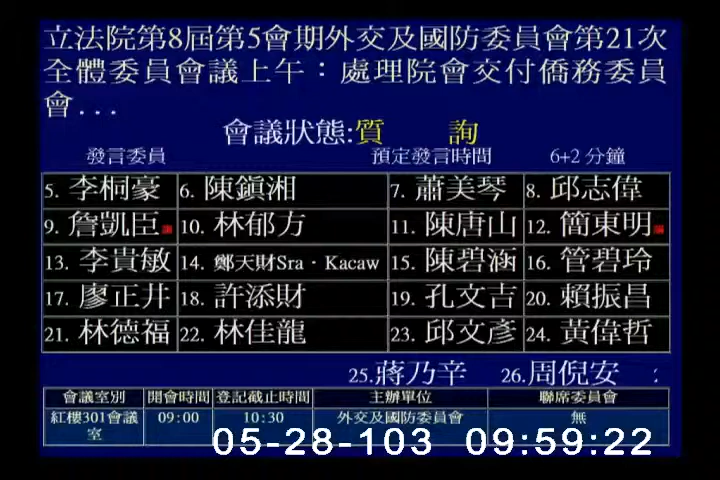 立法院第8屆第5會期外交及國防委員會第21次
全體委員會議上午：處理院會交付僑務委員
會...
會議狀態:質 詢
發言委員 預定發言時間 6+2 分鐘
5. 李桐豪 6. 陳鎮湘 7. 蕭美琴 8. 邱志偉
9. 詹凱臣 10. 林郁方 11. 陳唐山 12. 簡東明
13. 李貴敏 14. 鄭天財Sra．Kacaw 15. 陳碧涵 16. 管碧玲
17. 廖正井 18. 許添財 19. 孔文吉 20. 賴振昌
21. 林德福 22. 林佳龍 23. 邱文彥 24. 黃偉哲
25.蔣乃辛 26.周倪安
會議室別 開會時間 登記截止時間 主辦單位 聯席委員會
紅樓301會議 09:00 10:30 外交及國防委員會 無
室
05-28-103 09:59:22